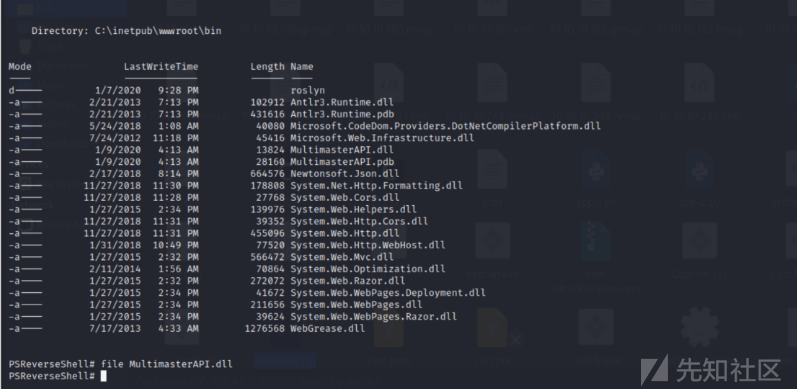 Directory: C:\inetpub\wwwroot\bin
Mode LastWriteTime Length Name
d----- 1/7/2020 9:28 PM roslyn
-a---- 2/21/2013 7:13 PM 102912 Antlr3.Runtime.dll
-a---- 2/21/2013 7:13 PM 431616 Antlr3.Runtime.pdb
-a---- 5/24/2018 1:08 AM 40080 Microsoft.CodeDom.Providers.DotNetCompilerPlatform.dll
-a---- 7/24/2012 11:18 PM 45416 Microsoft.Web.Infrastructure.dll
-a---- 1/9/2020 4:13 AM 13824 MultimasterAPI.dll
-a---- 1/9/2020 4:13 AM 28160 MultimasterAPI.pdb
-a---- 2/17/2018 8:14 PM 664576 Newtonsoft.Json.dll
-a---- 11/27/2018 11:30 PM 178808 System.Net.Http.Formatting.dll
-a---- 11/27/2018 11:28 PM 27768 System.Web.Cors.dll
-a---- 1/27/2015 2:34 PM 139976 System.Web.Helpers.dll
-a---- 11/27/2018 11:31 PM 39352 System.Web.Http.Cors.dll
-a---- 11/27/2018 11:31 PM 455096 System.Web.Http.dll
-a---- 1/31/2018 10:49 PM 77520 System.Web.Http.WebHost.dll
-a---- 1/27/2015 2:32 PM 566472 System.Web.Mvc.dll
-a---- 2/11/2014 1:56 AM 70864 System.Web.Optimization.dll
-a---- 1/27/2015 2:32 PM 272072 System.Web.Razor.dll
-a---- 1/27/2015 2:34 PM 41672 System.Web.WebPages.Deployment.dll
-a---- 1/27/2015 2:34 PM 211656 System.Web.WebPages.dll
-a---- 1/27/2015 2:34 PM 39624 System.Web.WebPages.Razor.dll
-a---- 7/17/2013 4:33 AM 1276568 WebGrease.dll
PSReverseShell# file MultimasterAPI.dll
PSReverseShell#
先知社区